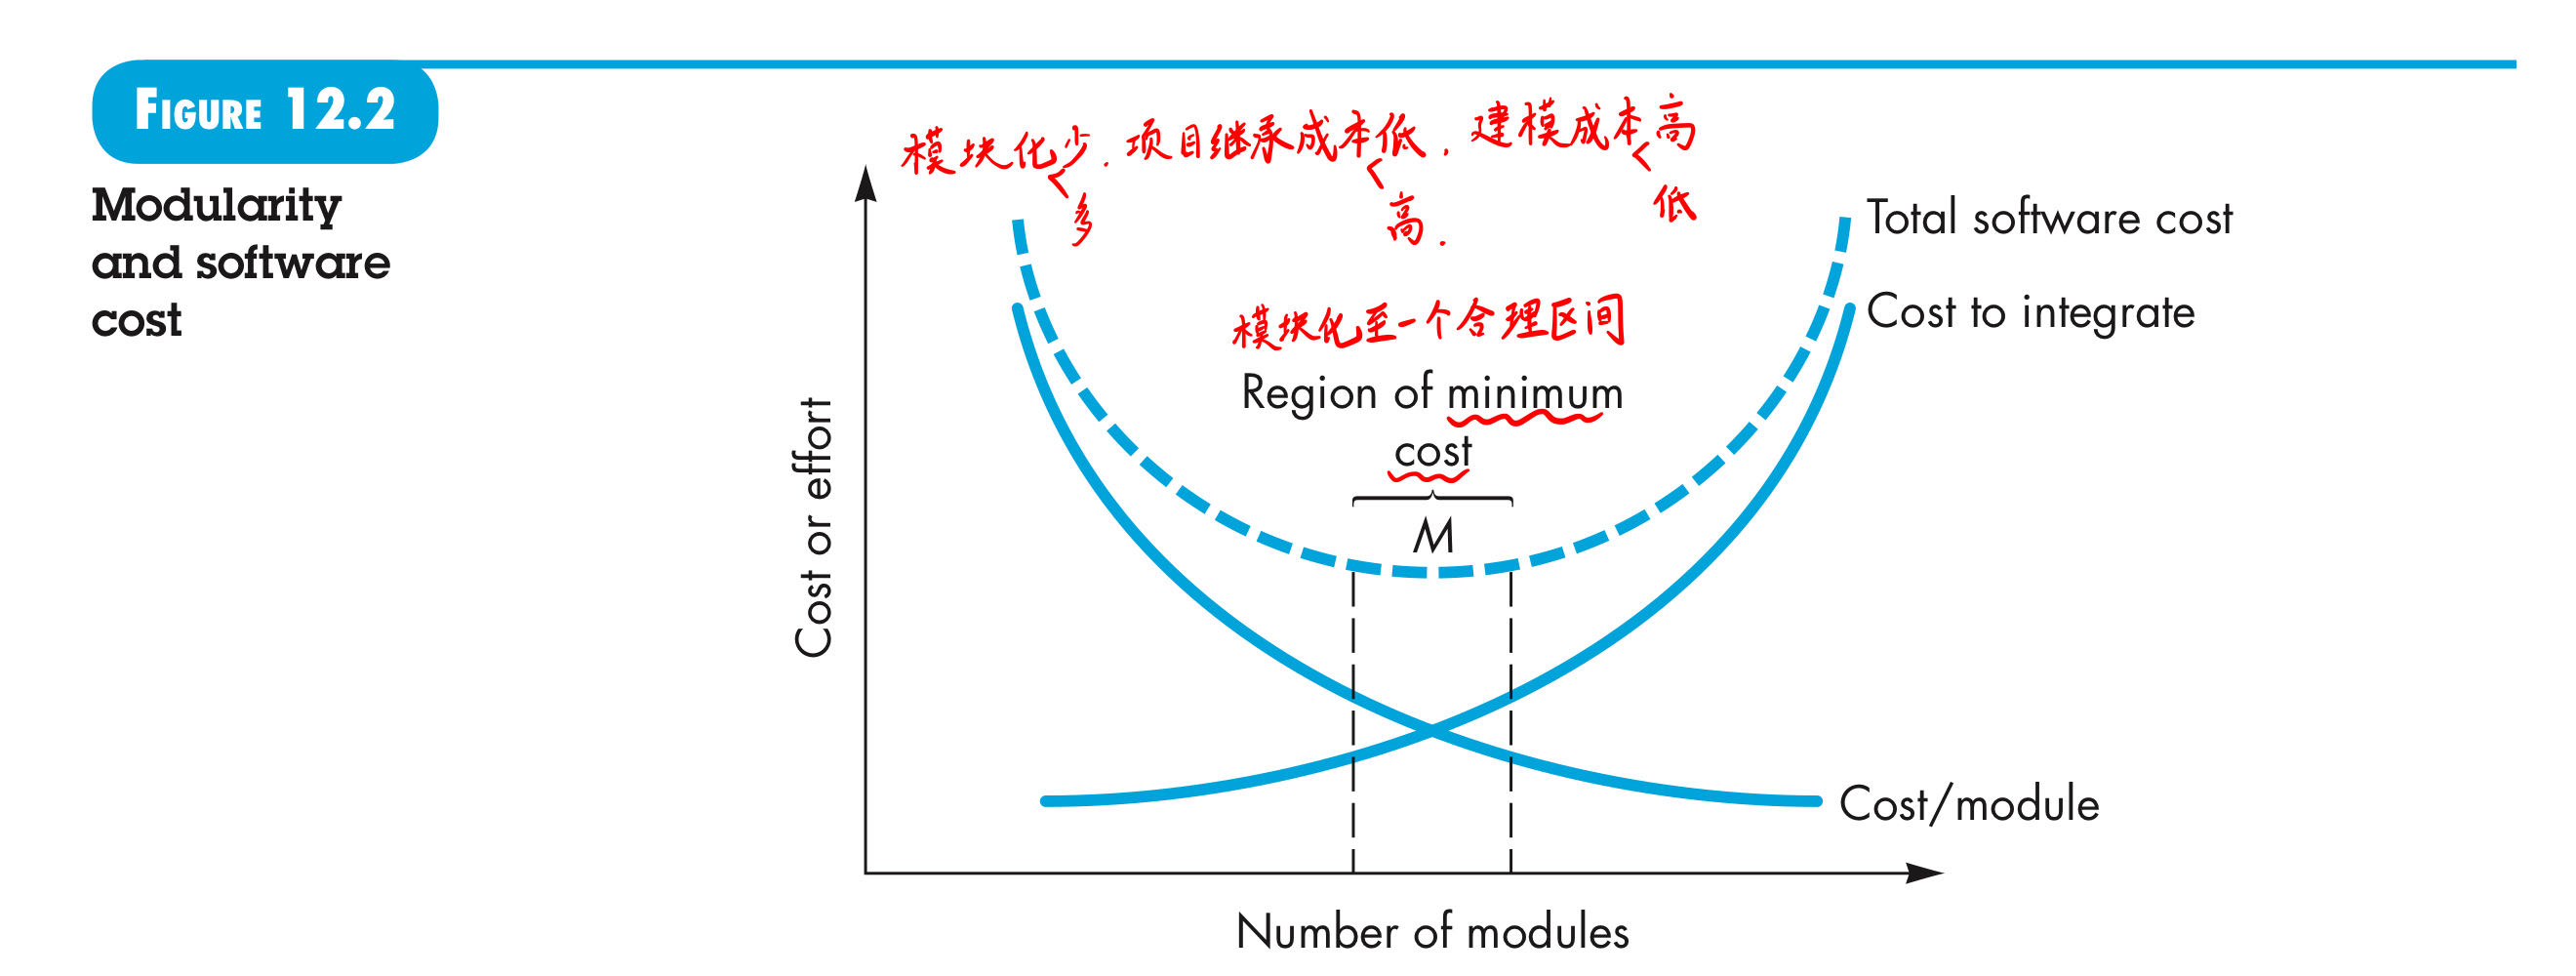 FIGURE 12.2
Modularity
and software
cost
模块化少.项目继承成本低.建模成本高
多
高.
低
Total software cost
Cost to integrate
模块化至一个合理区间
Region of minimum
cost
M
Cost or effort
Cost/module
Number of modules